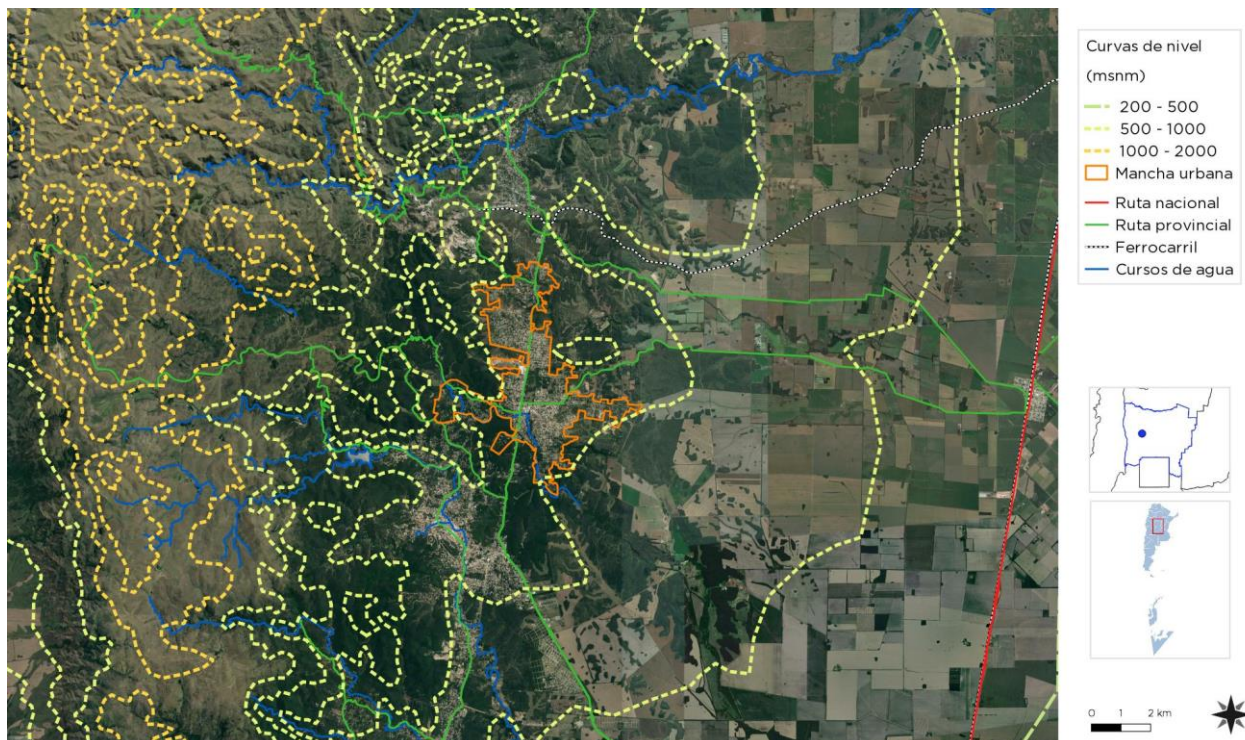 Curvas de nivel
(msnm)
200 - 500
500 - 1000
1000 - 2000
Mancha urbana
Ruta nacional
Ruta provincial
Ferrocarril
Cursos de agua
0 1 2 km